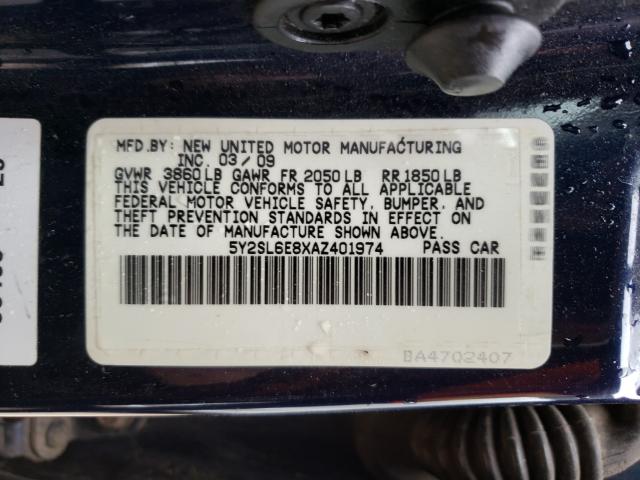 MFD.BY: NEW UNITED MOTOR MANUFACTURING
INC. 03/09
GVWR 3860LB GAWR FR 2050LB RR1850LB
THIS VEHICLE CONFORMS TO ALL APPLICABLE
FEDERAL MOTOR VEHICLE SAFETY, BUMPER, AND
THEFT PREVENTION STANDARDS IN EFFECT ON
THE DATE OF MANUFACTURE SHOWN ABOVE.
5Y2SL6E8XAZ401974 PASS CAR
BA4702407